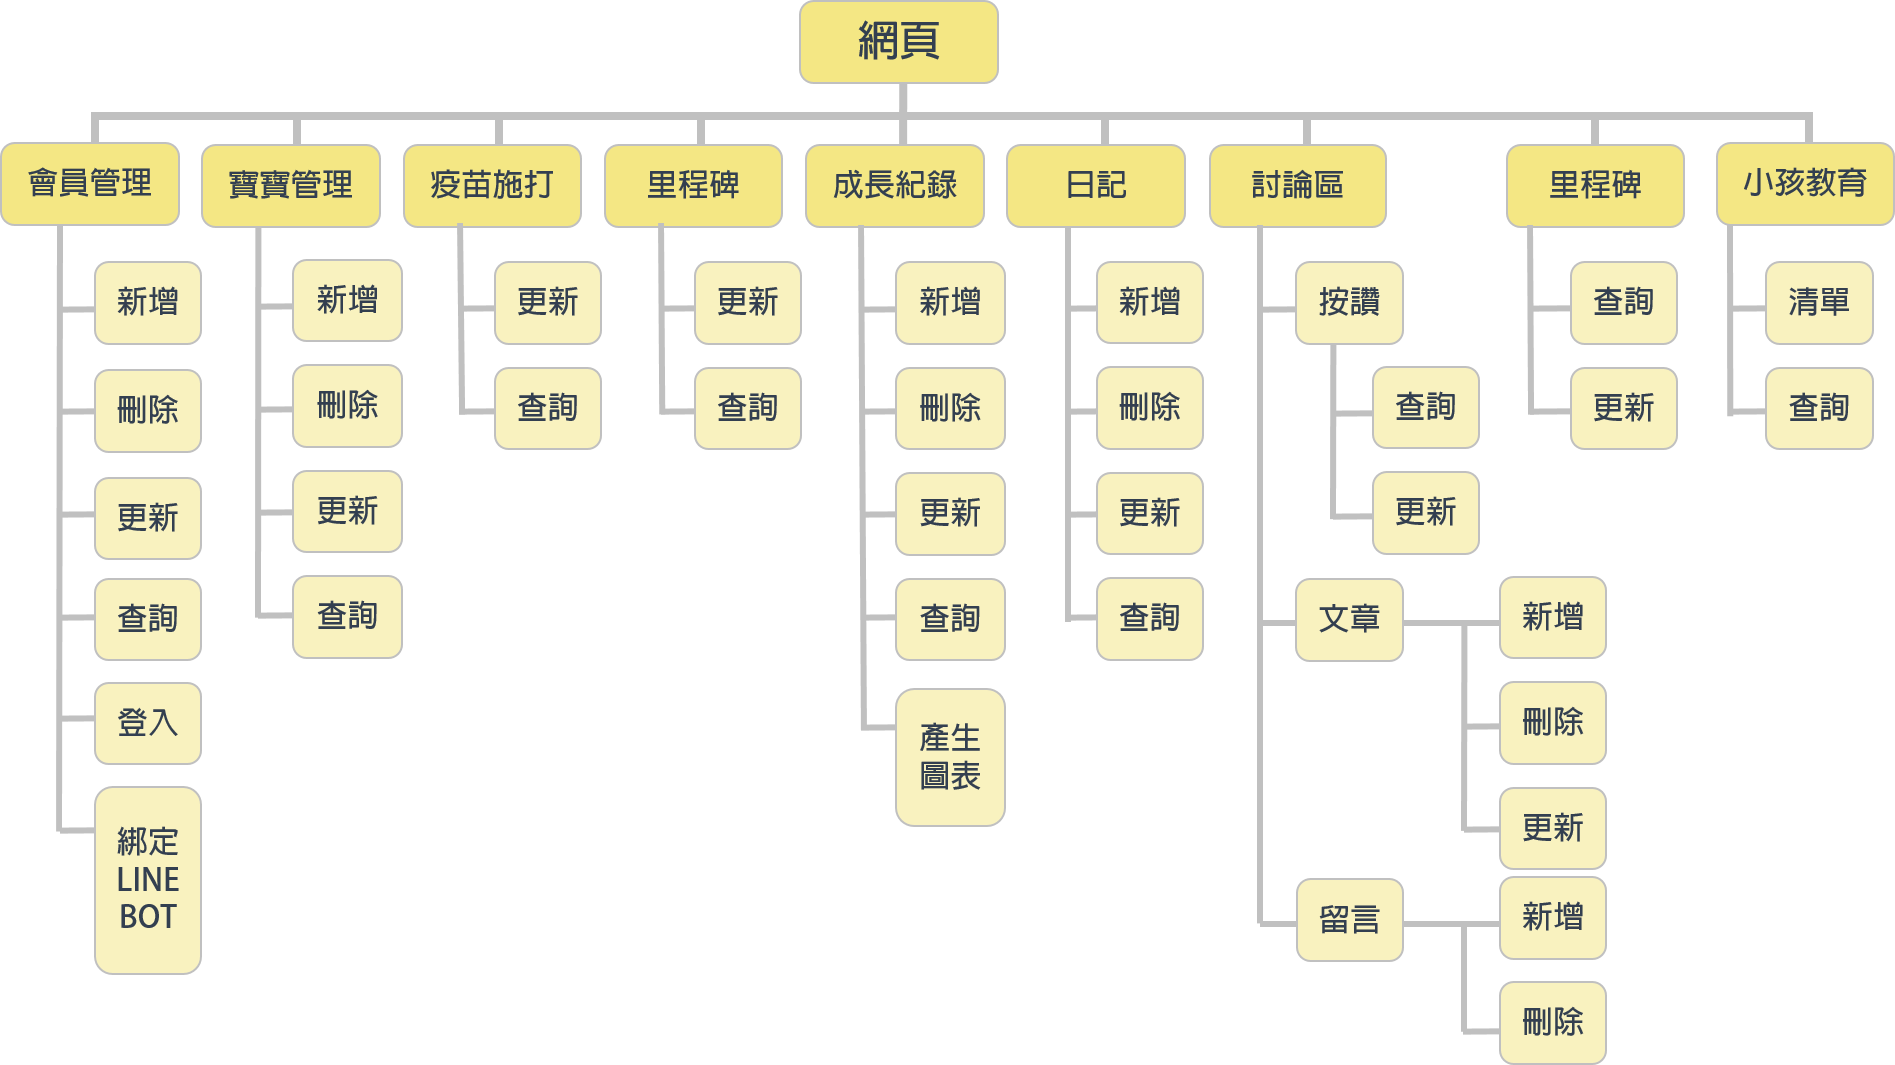 網頁
會員管理
新增
刪除
更新
查詢
登入
綁定
LINE
BOT
寶寶管理
新增
刪除
更新
查詢
疫苗施打
更新
查詢
里程碑
更新
查詢
成長紀錄
新增
刪除
更新
查詢
產生
圖表
日記
新增
刪除
更新
查詢
討論區
按讚
查詢
更新
文章
新增
刪除
更新
留言
新增
刪除
里程碑
查詢
更新
小孩教育
清單
查詢